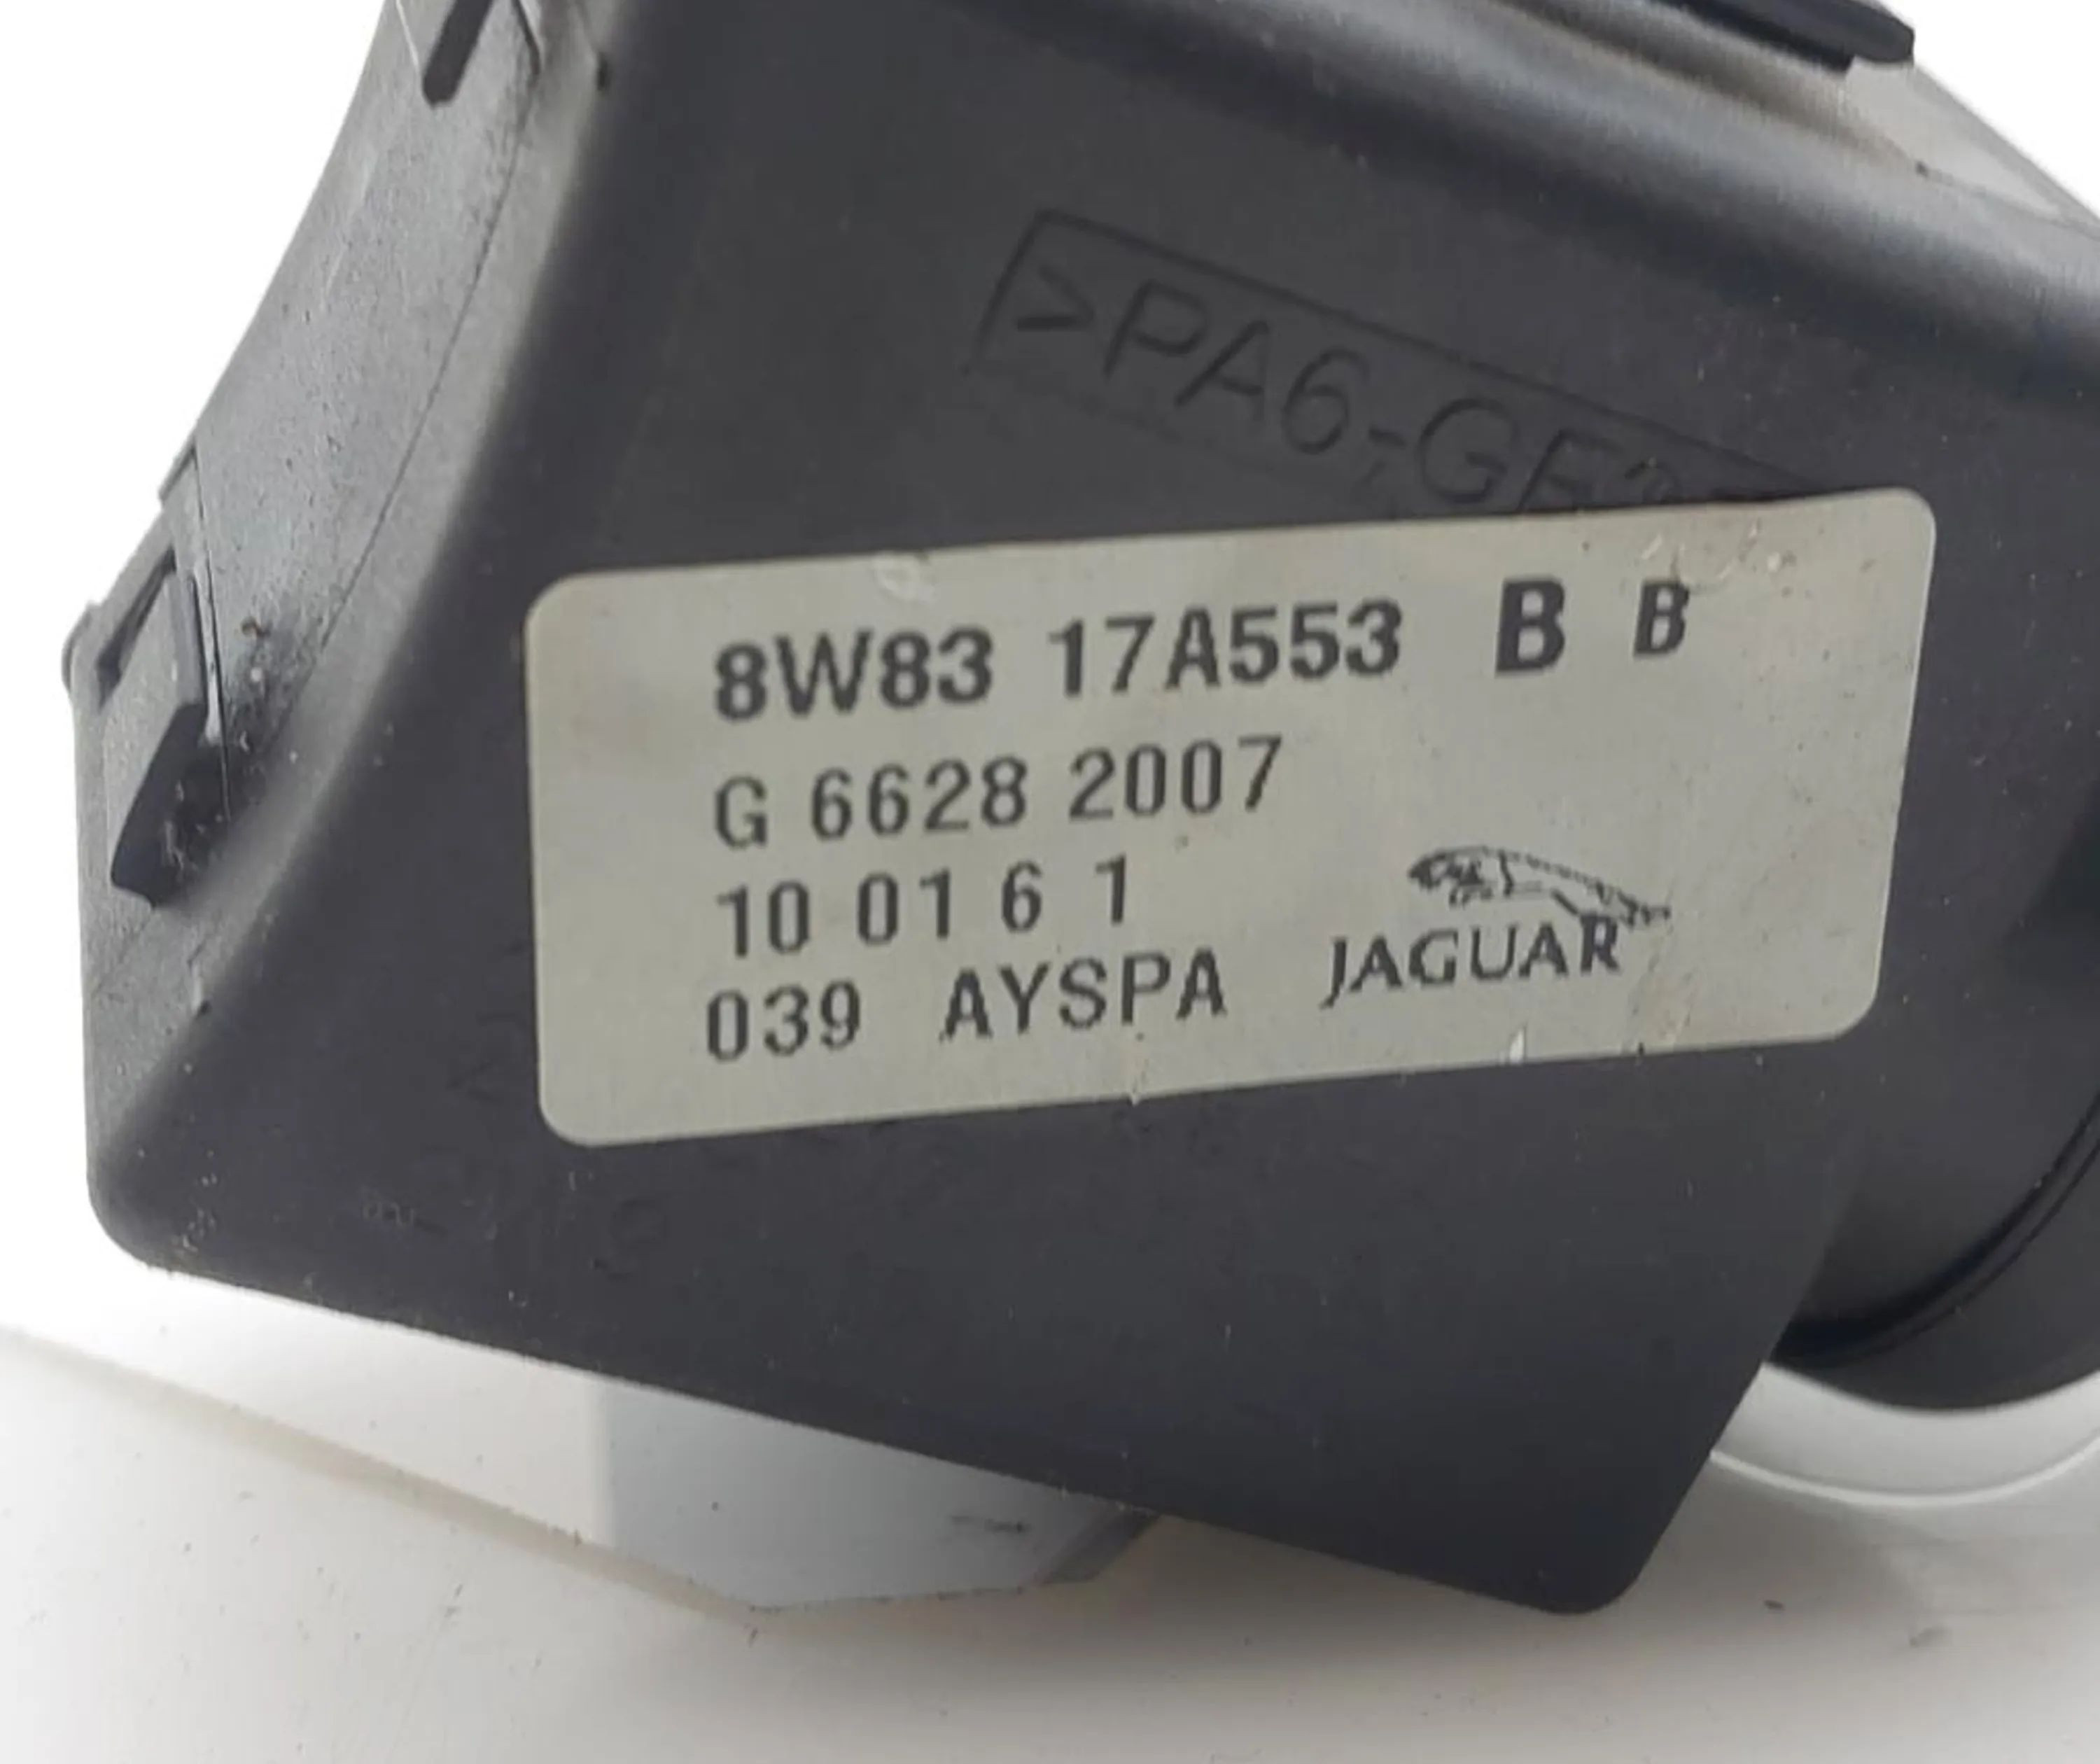 >PA6-GF
8W83 17A553 B B
G 6628 2007
10 01 6 1
039 AYSPA JAGUAR